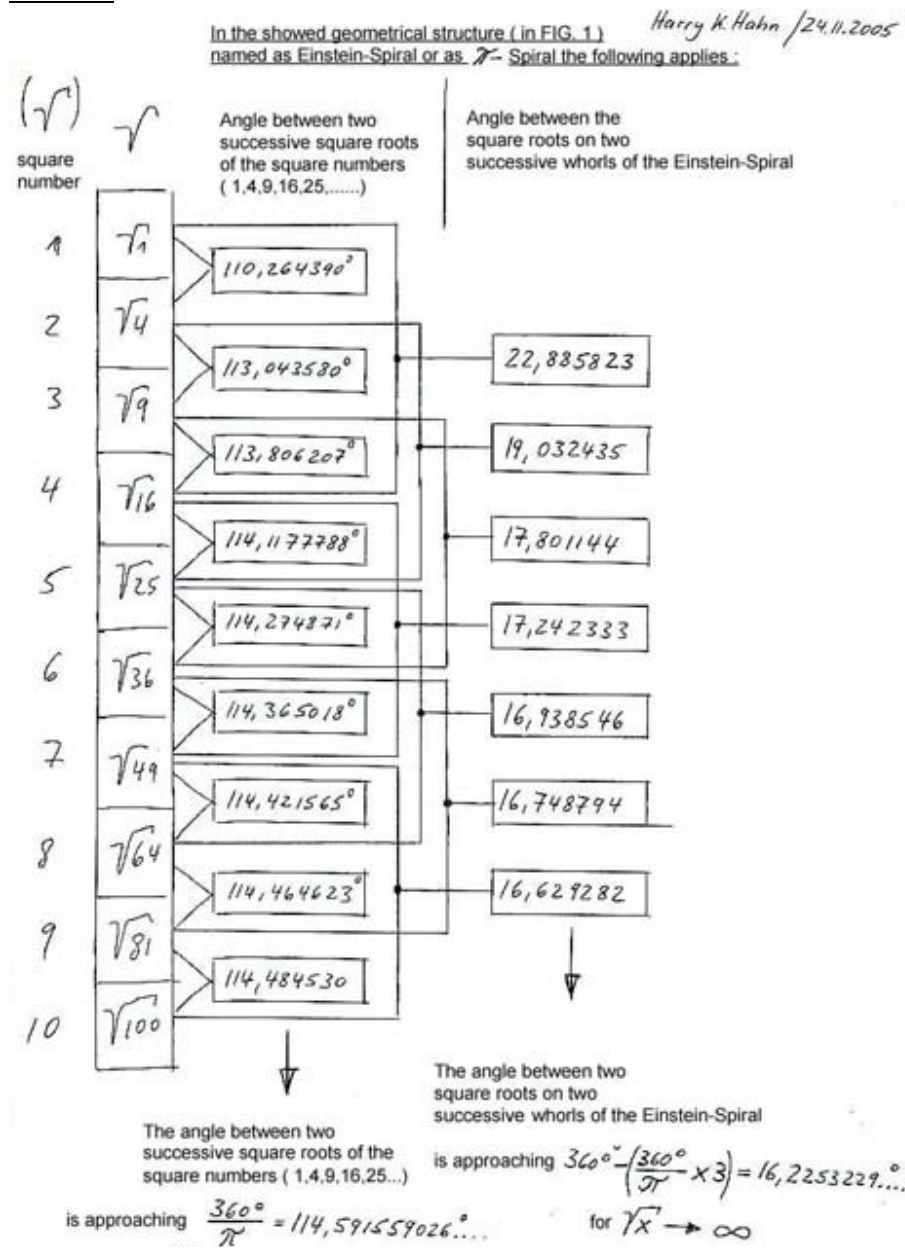 In the showed geometrical structure ( in FIG. 1 )
named as Einstein-Spiral or as π- Spiral the following applies :
Harry K. Hahn / 24.11.2005
(√)
square
number
√
Angle between two
successive square roots
of the square numbers
( 1,4,9,16,25,......)
Angle between the
square roots on two
successive whorls of the Einstein-Spiral
1
√1
110,264390°
2
√4
22,885823
113,043580°
3
√9
19,032435
113,806207°
4
√16
17,801144
114,1177788°
5
√25
17,242333
114,274871°
6
√36
16,938546
114,365018°
7
√49
16,748794
114,421565°
8
√64
16,629282
114,464623°
9
√81
114,484530
10
√100
The angle between two
successive square roots of the
square numbers ( 1,4,9,16,25...)
is approaching 360°/π = 114,591559026°....
The angle between two
square roots on two
successive whorls of the Einstein-Spiral
is approaching 360° - (360°/π × 3) = 16,2253229....°
for √x → ∞